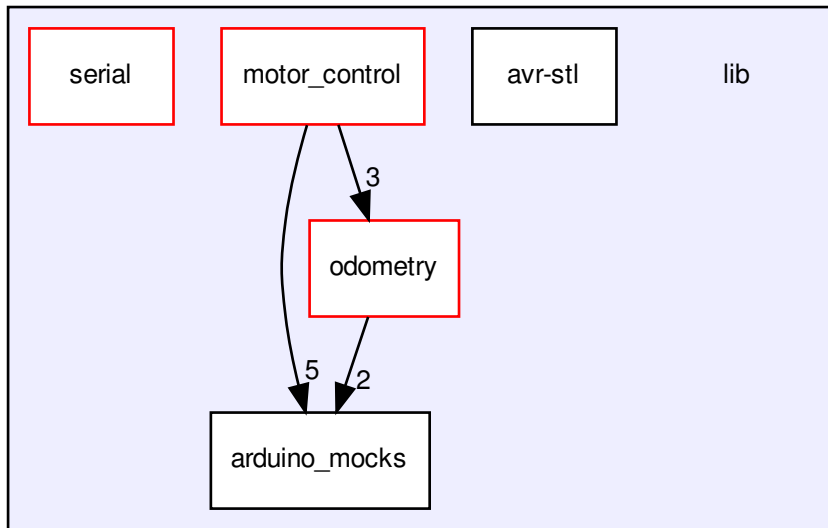 serial
motor_control
avr-stl
lib
3
odometry
5
2
arduino_mocks